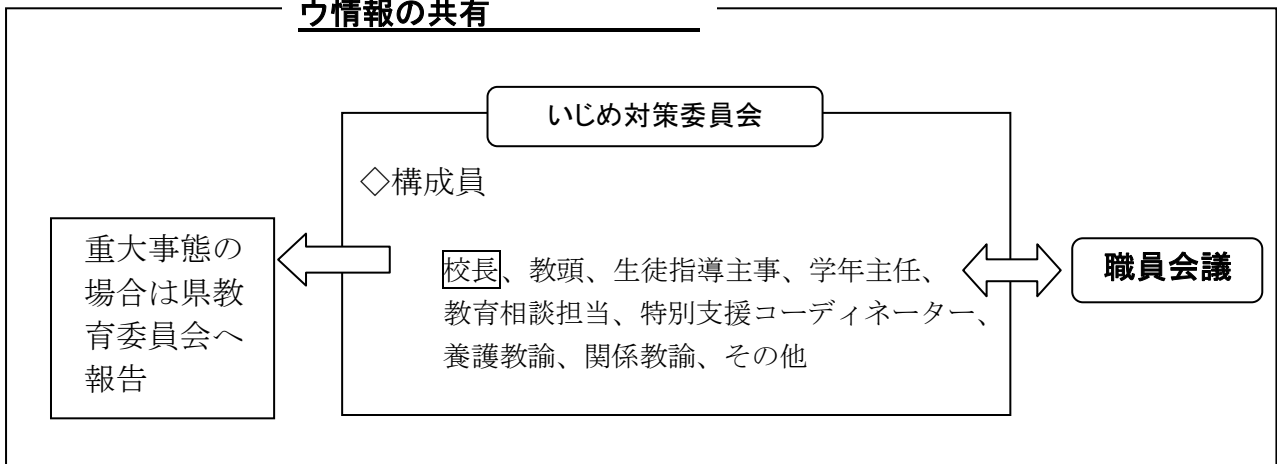 ウ情報の共有
いじめ対策委員会
◇構成員
重大事態の
場合は県教
育委員会へ
報告
校長、教頭、生徒指導主事、学年主任、
教育相談担当、特別支援コーディネーター、
養護教諭、関係教諭、その他
職員会議